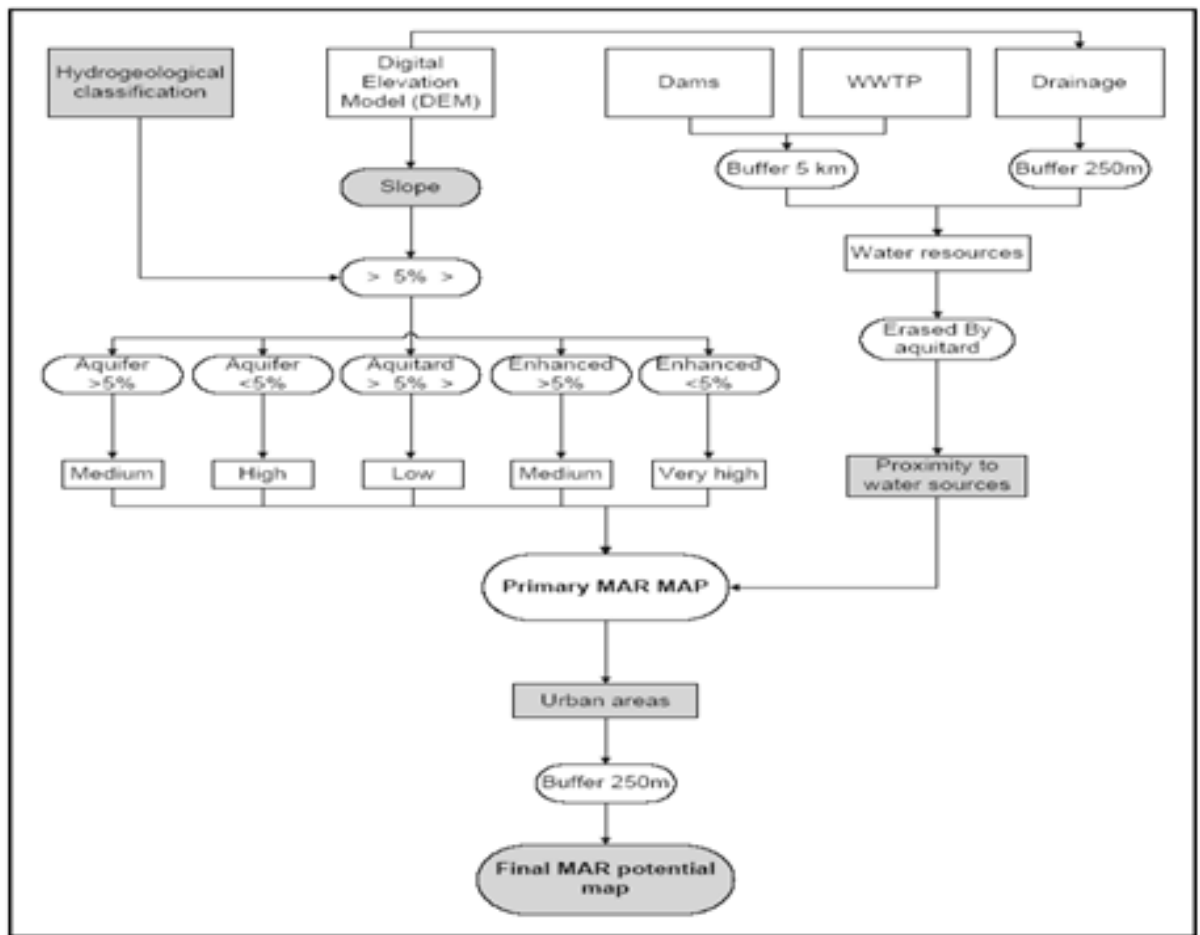 Hydrogeological
classification
Digital
Elevation
Model (DEM)
Dams
WWTP
Drainage
Slope
Buffer 5 km
Buffer 250m
> 5% >
Water resources
Erased By
aquitard
Aquifer
>5%
Aquifer
<5%
Aquitard
> 5% >
Enhanced
>5%
Enhanced
<5%
Medium
High
Low
Medium
Very high
Proximity to
water sources
Primary MAR MAP
Urban areas
Buffer 250m
Final MAR potential
map